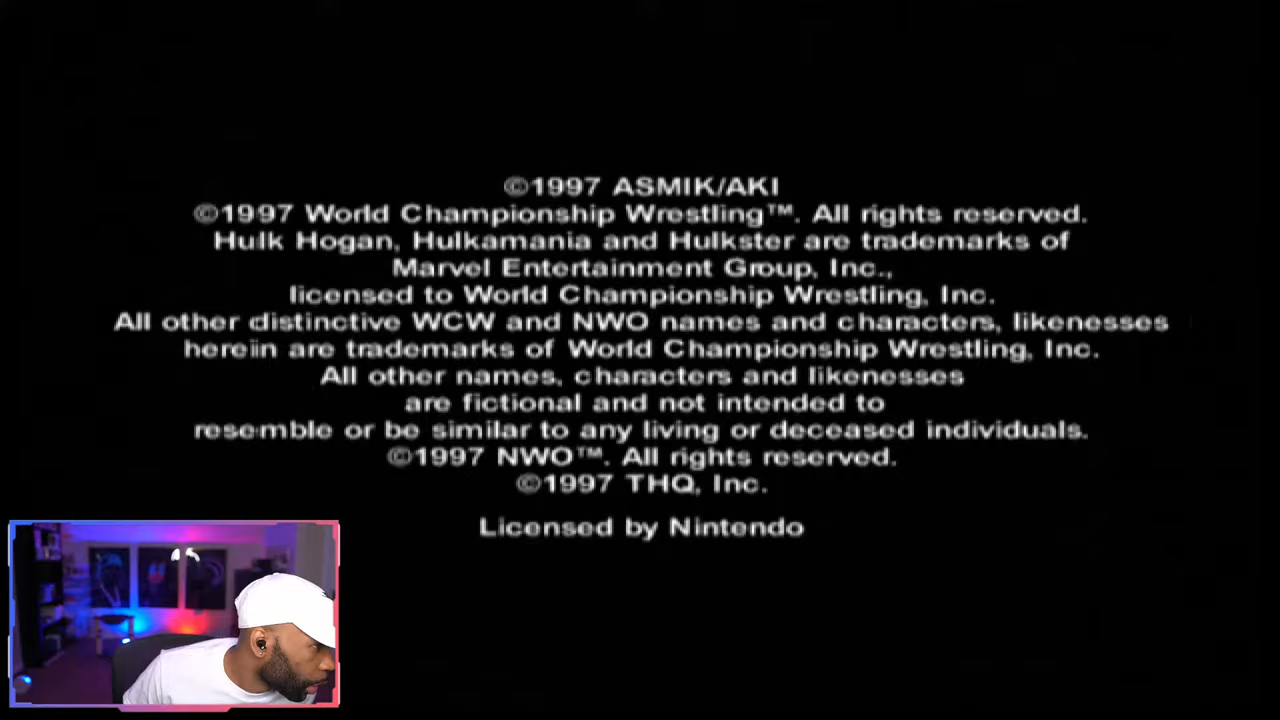 ©1997 ASMIK/AKI
©1997 World Championship Wrestling™. All rights reserved.
Hulk Hogan, Hulkamania and Hulkster are trademarks of
Marvel Entertainment Group, Inc.,
licensed to World Championship Wrestling, Inc.
All other distinctive WCW and NWO names and characters, likenesses
herein are trademarks of World Championship Wrestling, Inc.
All other names, characters and likenesses
are fictional and not intended to
resemble or be similar to any living or deceased individuals.
©1997 NWO™. All rights reserved.
©1997 THQ, Inc.
Licensed by Nintendo